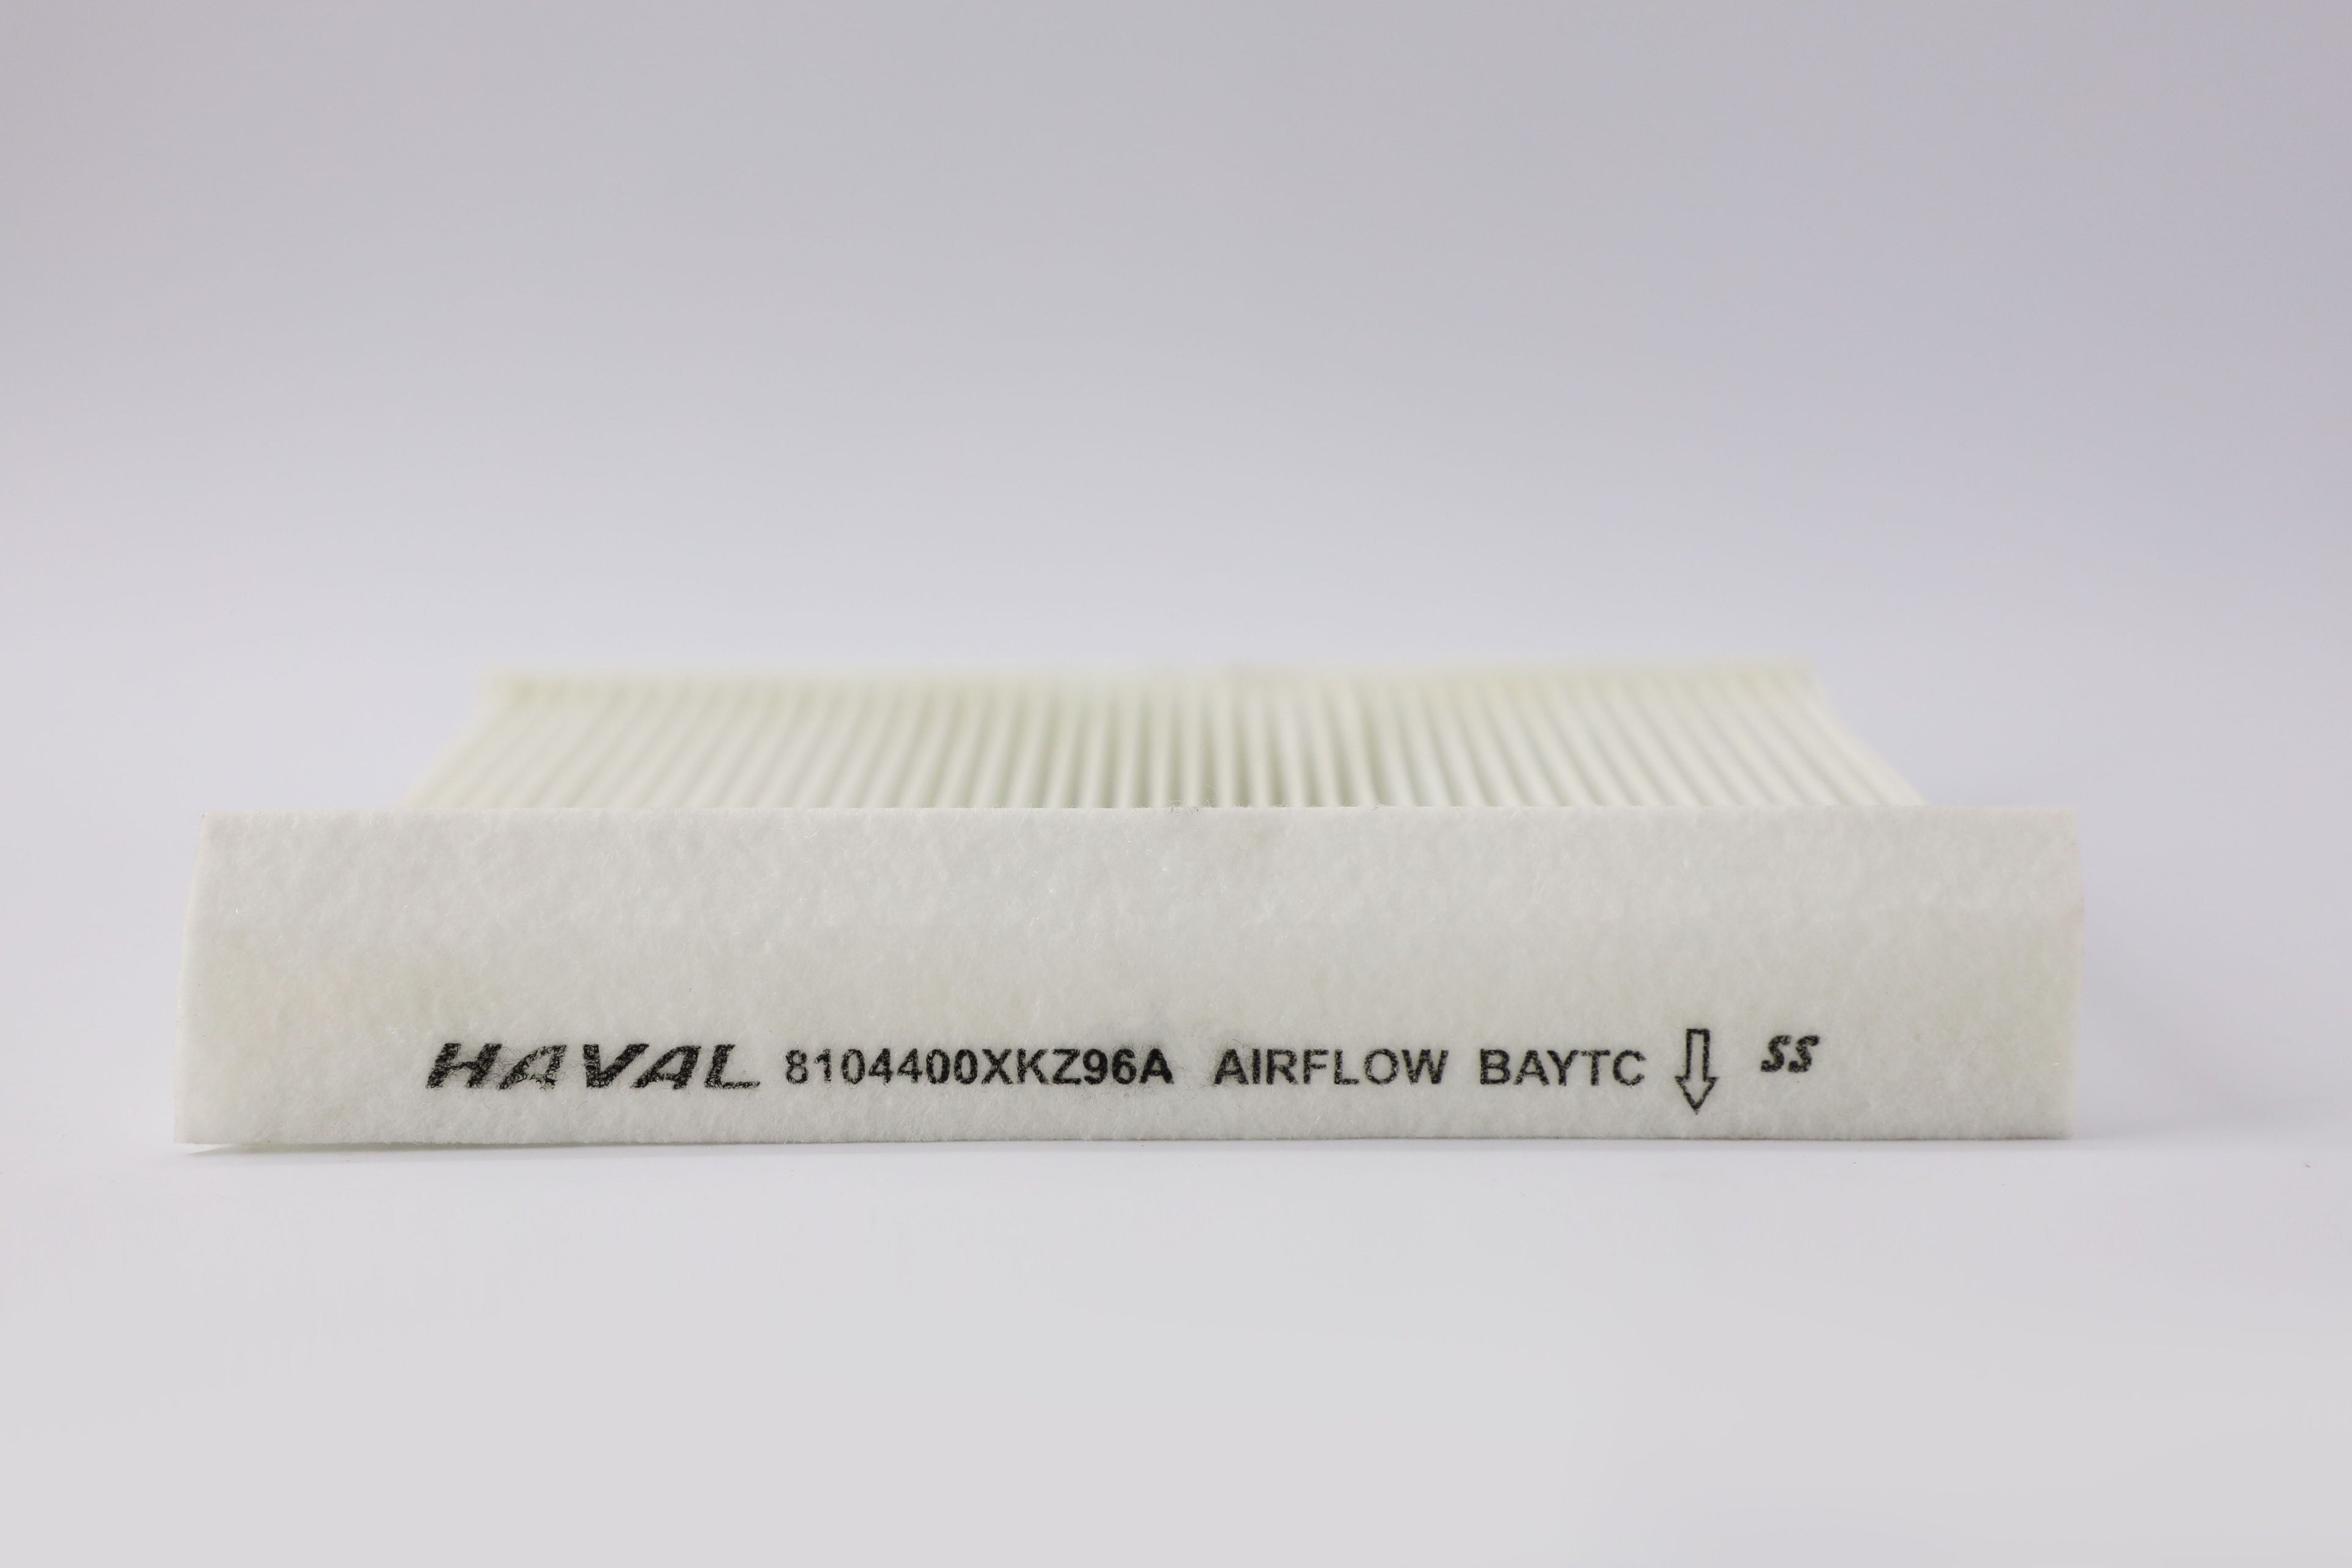 HAVAL 8104400XKZ96A AIRFLOW BAYTC ⇩ SS